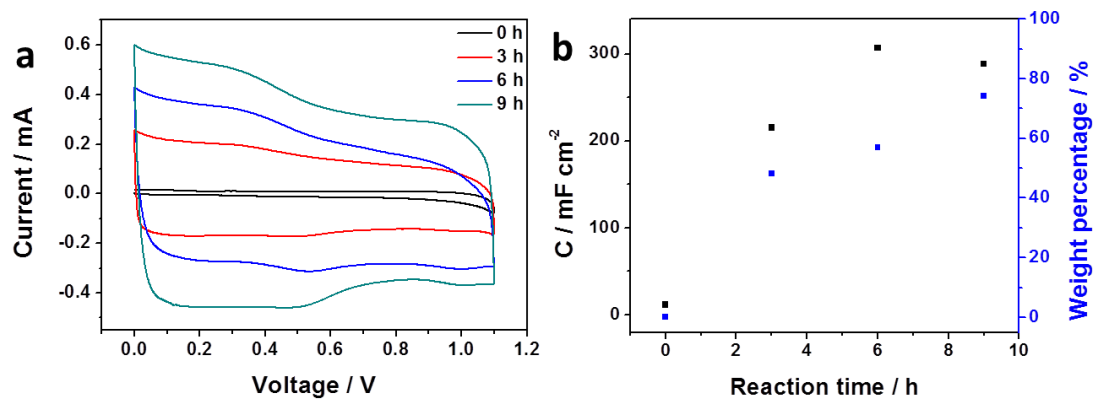 a
0 h
3 h
6 h
9 h
0.6
0.4
0.2
0.0
-0.2
-0.4
Current / mA
0.0 0.2 0.4 0.6 0.8 1.0 1.2
Voltage / V
b
300
200
100
0
C / mF cm-2
100
80
60
40
20
0
Weight percentage / %
0 2 4 6 8 10
Reaction time / h